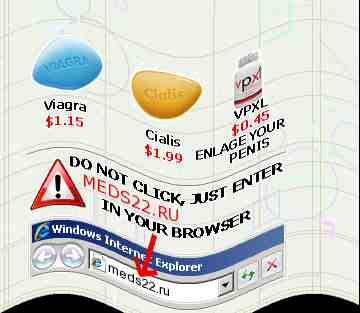 VIAGRA
Cialis
vpxl
Viagra
$1.15
Cialis
$1.99
VPXL
$0.45
ENLAGE YOUR
PENIS
DO NOT CLICK, JUST ENTER
MEDS22.RU
IN YOUR BROWSER
Windows Internet Explorer
meds22.ru